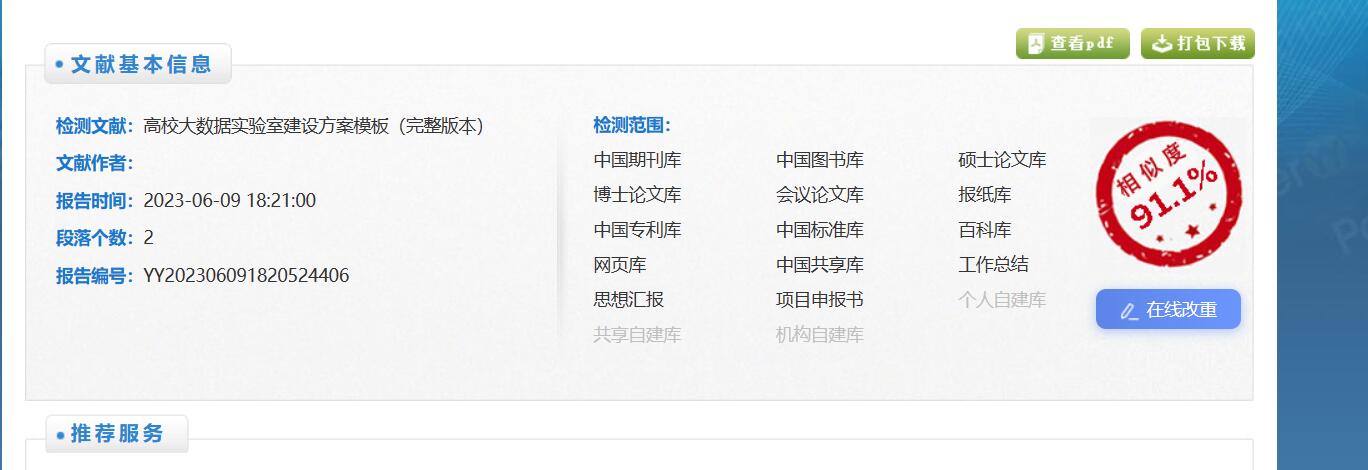 查看pdf 打包下载
文献基本信息
检测文献：高校大数据实验室建设方案模板（完整版本）
文献作者：
报告时间：2023-06-09 18:21:00
段落个数：2
报告编号：YY202306091820524406
检测范围：
中国期刊库 中国图书库 硕士论文库
博士论文库 会议论文库 报纸库
中国专利库 中国标准库 百科库
网页库 中国共享库 工作总结
思想汇报 项目申报书 个人自建库
共享自建库 机构自建库
相似度
91.1%
在线改重
推荐服务